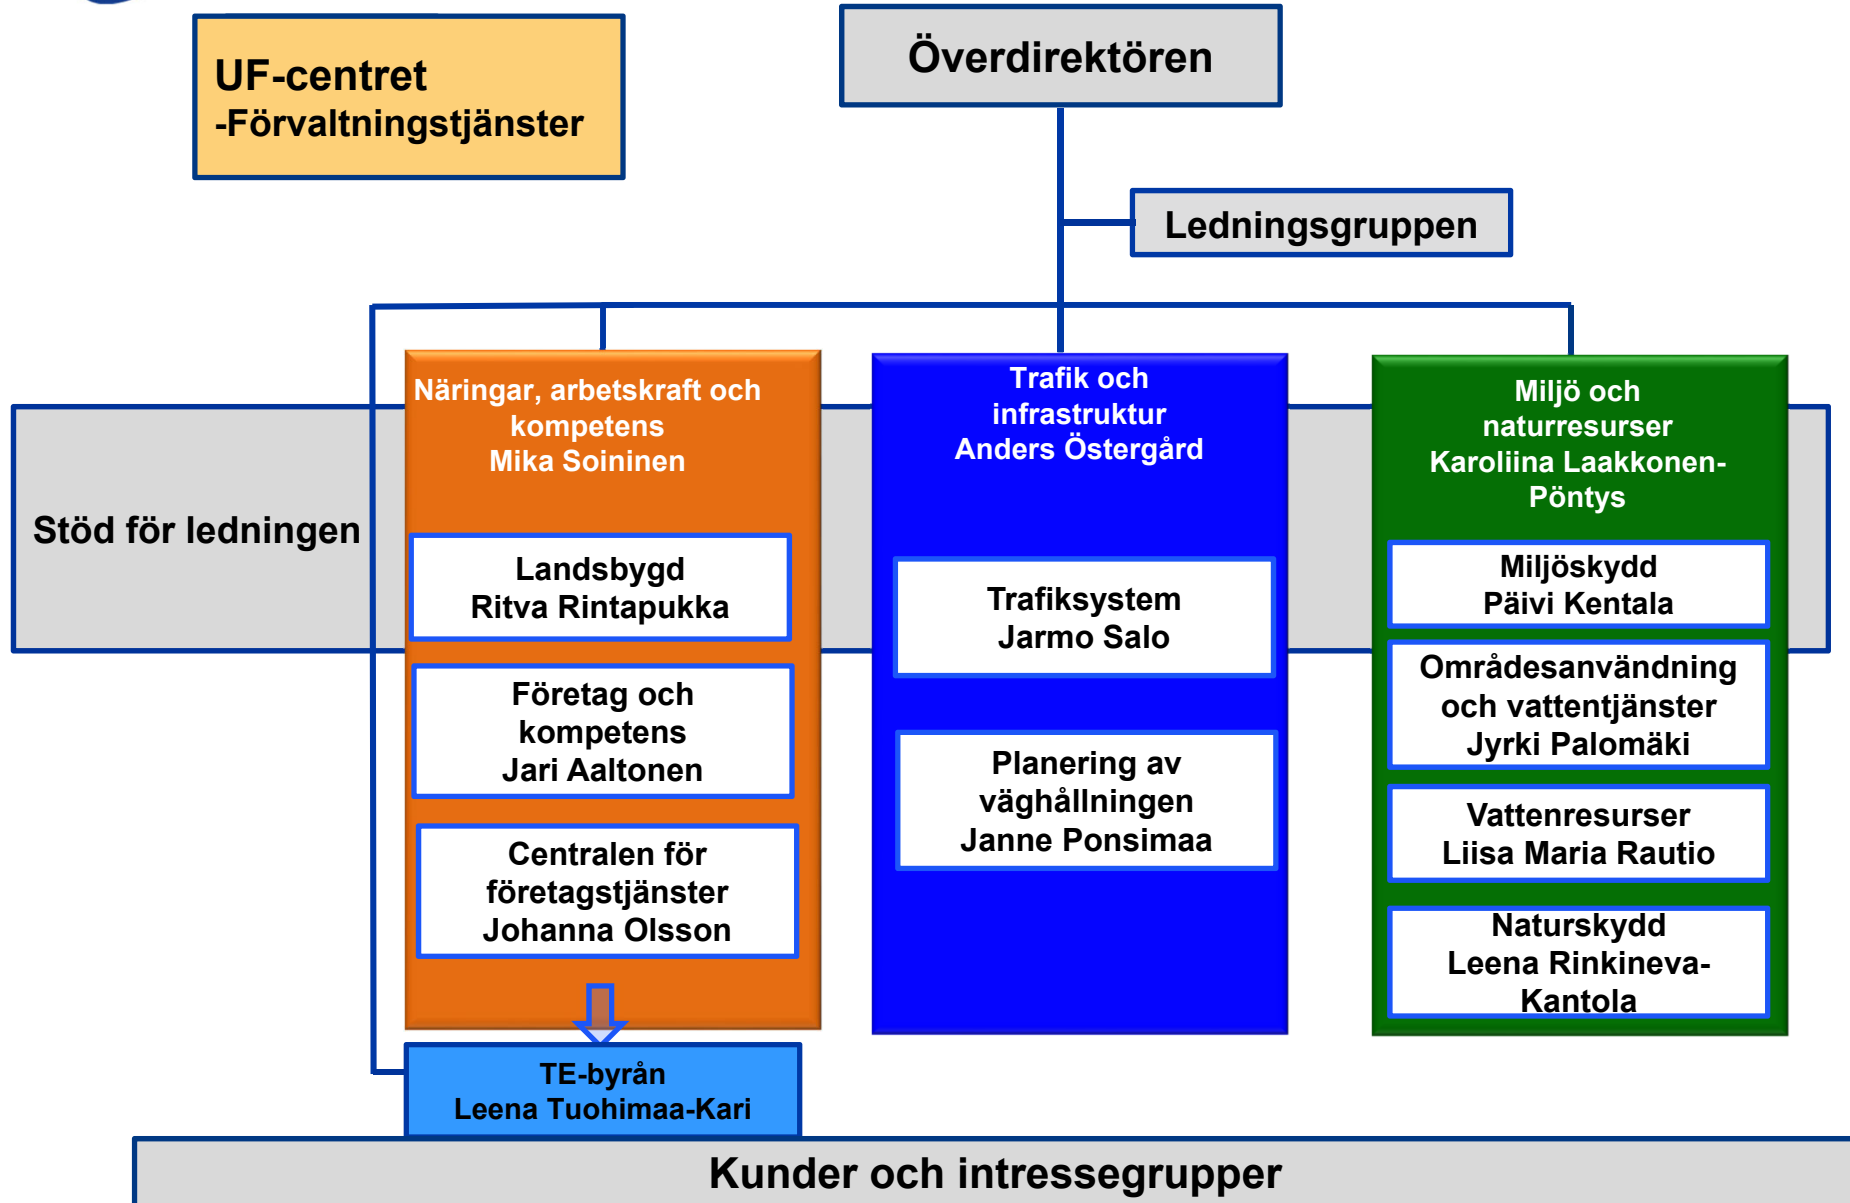 UF-centret
-Förvaltningstjänster
Överdirektören
Ledningsgruppen
Stöd för ledningen
Näringar, arbetskraft och
kompetens
Mika Soininen
Landsbygd
Ritva Rintapukka
Företag och
kompetens
Jari Aaltonen
Centralen för
företagstjänster
Johanna Olsson
Trafik och
infrastruktur
Anders Östergård
Trafiksystem
Jarmo Salo
Planering av
väghållningen
Janne Ponsimaa
Miljö och
naturresurser
Karoliina Laakkonen-
Pöntys
Miljöskydd
Päivi Kentala
Områdesanvändning
och vattentjänster
Jyrki Palomäki
Vattenresurser
Liisa Maria Rautio
Naturskydd
Leena Rinkineva-
Kantola
TE-byrån
Leena Tuohimaa-Kari
Kunder och intressegrupper